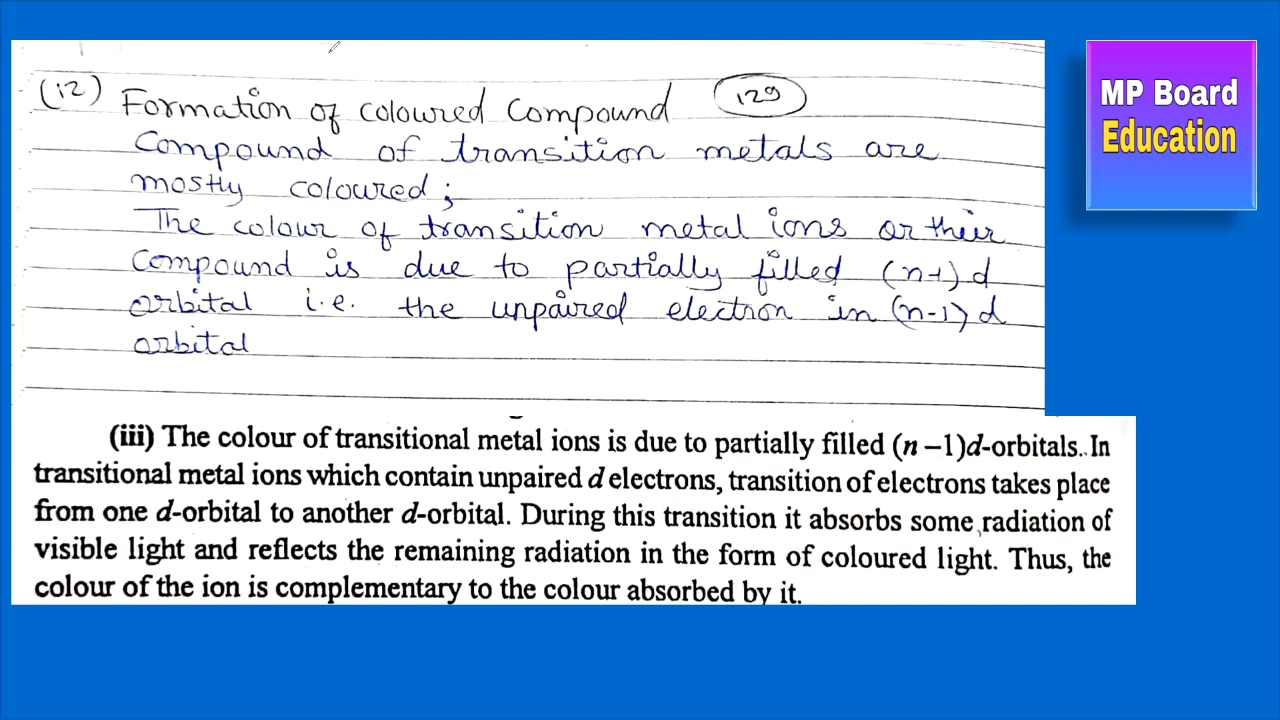 (12) Formation of coloured Compound 129
Compound of transition metals are
mostly coloured ;
The colour of transition metal ions or their
compound is due to partially filled (n-1) d
orbital i.e. the unpaired electron in (n-1) d
orbital
(iii) The colour of transitional metal ions is due to partially filled (n –1)d-orbitals. In
transitional metal ions which contain unpaired d electrons, transition of electrons takes place
from one d-orbital to another d-orbital. During this transition it absorbs some radiation of
visible light and reflects the remaining radiation in the form of coloured light. Thus, the
colour of the ion is complementary to the colour absorbed by it.
MP Board
Education